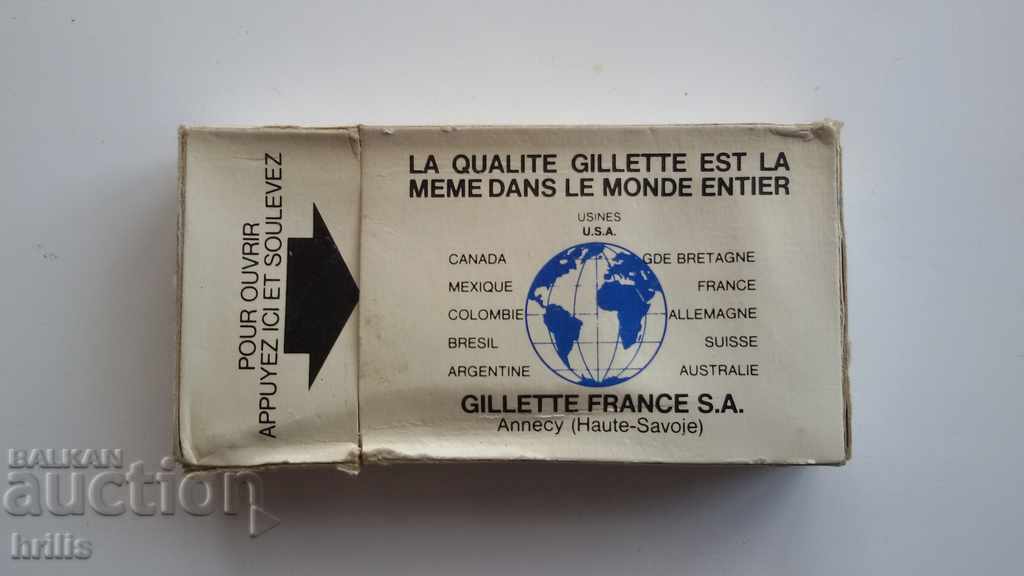 POUR OUVRIR
APPUYEZ ICI ET SOULEVEZ
LA QUALITE GILLETTE EST LA
MEME DANS LE MONDE ENTIER
USINES
U.S.A.
CANADA GDE BRETAGNE
MEXIQUE FRANCE
COLOMBIE ALLEMAGNE
BRESIL SUISSE
ARGENTINE AUSTRALIE
GILLETTE FRANCE S.A.
Annecy (Haute-Savoie)
BALKAN
auction
hrilis